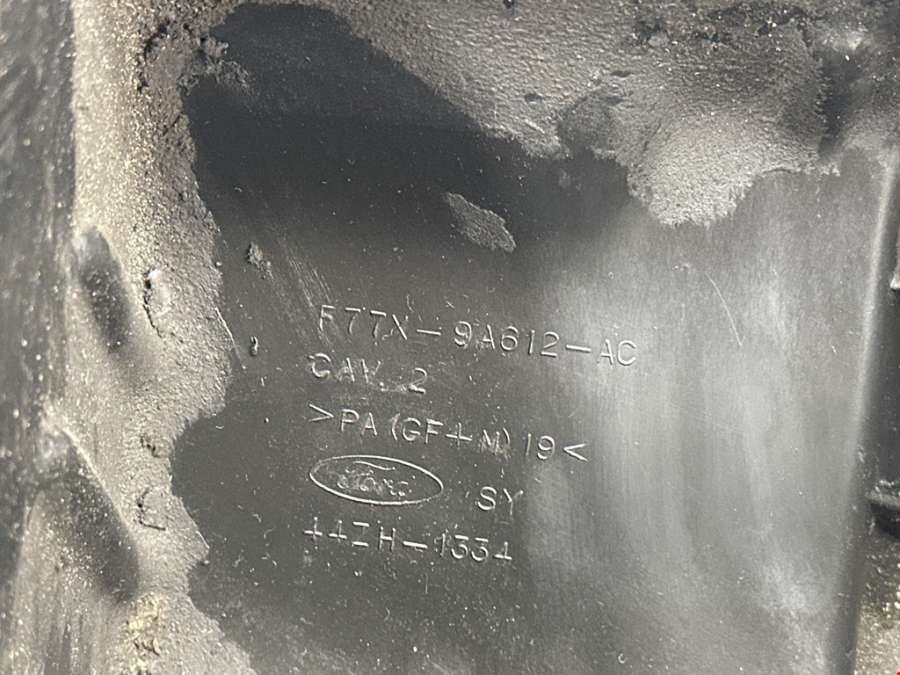 F77X-9A612-AC
CAV. 2
>PA(GF+M)19<
Ford SY
44ZH-1334